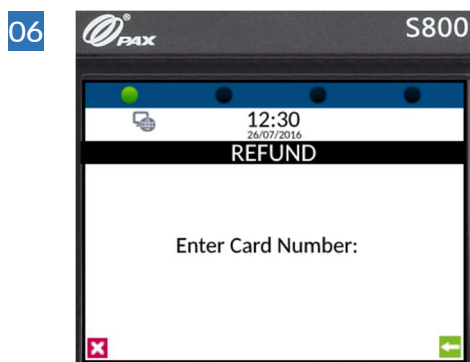 06
PAX
S800
12:30
26/07/2016
REFUND
Enter Card Number: